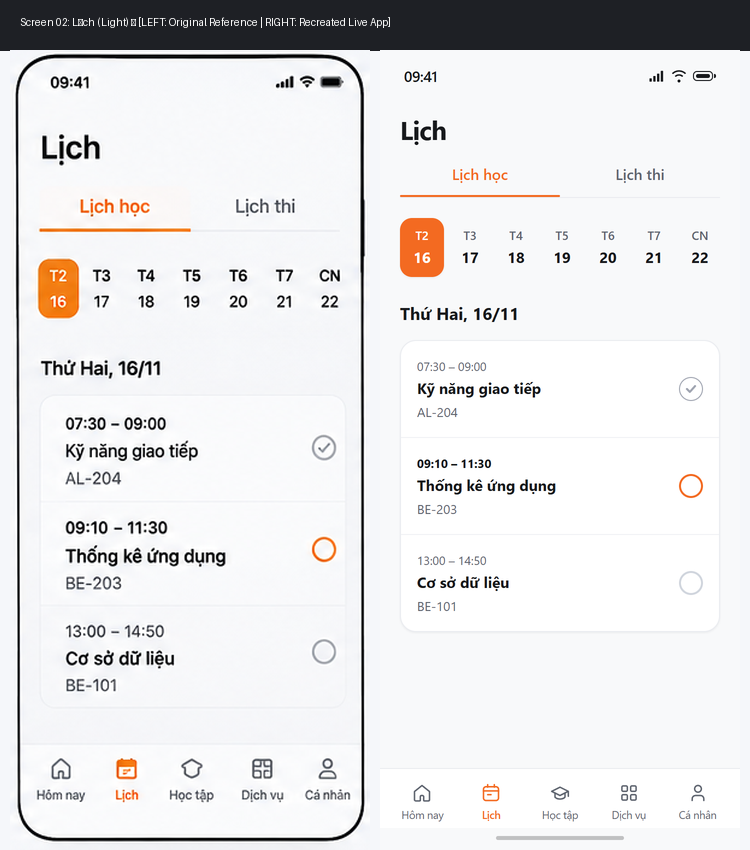 Screen 02: L□ch (Light) □ [LEFT: Original Reference | RIGHT: Recreated Live App]
09:41
Lịch
Lịch học Lịch thi
T2 T3 T4 T5 T6 T7 CN
16 17 18 19 20 21 22
Thứ Hai, 16/11
07:30 – 09:00
Kỹ năng giao tiếp
AL-204
09:10 – 11:30
Thống kê ứng dụng
BE-203
13:00 – 14:50
Cơ sở dữ liệu
BE-101
Hôm nay Lịch Học tập Dịch vụ Cá nhân
09:41
Lịch
Lịch học Lịch thi
T2 T3 T4 T5 T6 T7 CN
16 17 18 19 20 21 22
Thứ Hai, 16/11
07:30 – 09:00
Kỹ năng giao tiếp
AL-204
09:10 – 11:30
Thống kê ứng dụng
BE-203
13:00 – 14:50
Cơ sở dữ liệu
BE-101
Hôm nay Lịch Học tập Dịch vụ Cá nhân